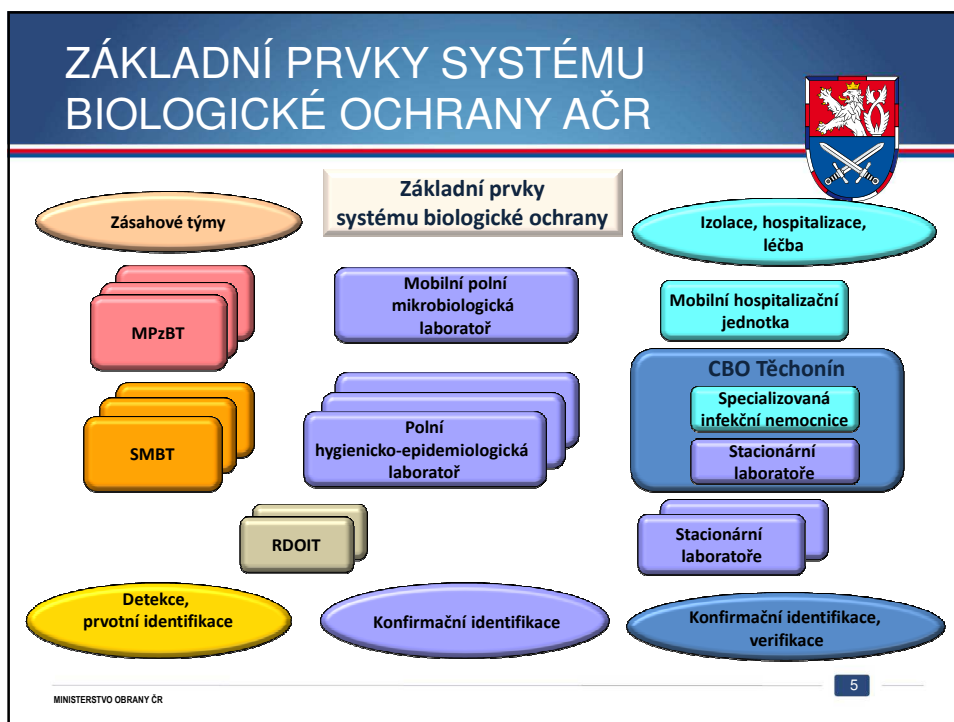 ZÁKLADNÍ PRVKY SYSTÉMU
BIOLOGICKÉ OCHRANY AČR
Základní prvky
systému biologické ochrany
Zásahové týmy
Izolace, hospitalizace,
léčba
MPzBT
Mobilní polní
mikrobiologická
laboratoř
Mobilní hospitalizační
jednotka
CBO Těchonín
Specializovaná
infekční nemocnice
Stacionární
laboratoře
SMBT
Polní
hygienicko-epidemiologická
laboratoř
RDOIT
Stacionární
laboratoře
Detekce,
prvotní identifikace
Konfirmační identifikace
Konfirmační identifikace,
verifikace
5
MINISTERSTVO OBRANY ČR